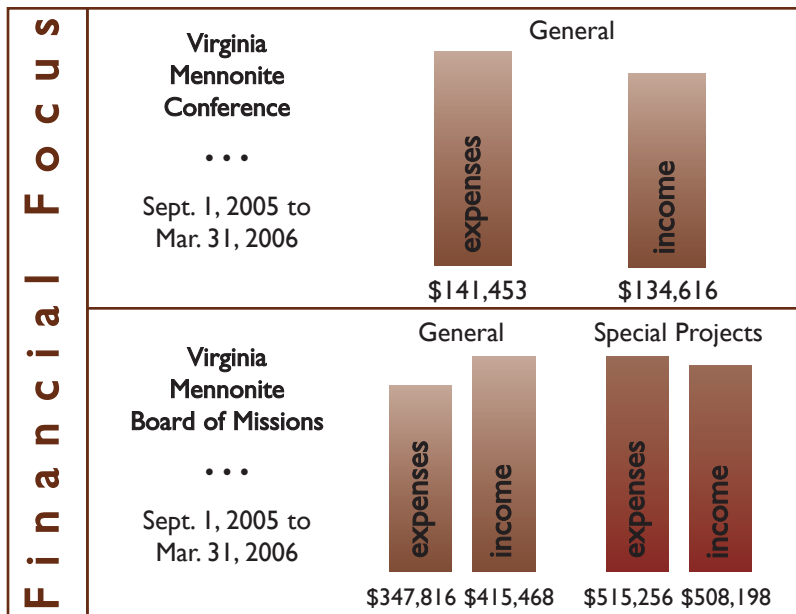 Financial Focus
Virginia
Mennonite
Conference
• • •
Sept. 1, 2005 to
Mar. 31, 2006
General
expenses
income
$141,453
$134,616
Virginia
Mennonite
Board of Missions
• • •
Sept. 1, 2005 to
Mar. 31, 2006
General
expenses
income
$347,816
$415,468
Special Projects
expenses
income
$515,256
$508,198